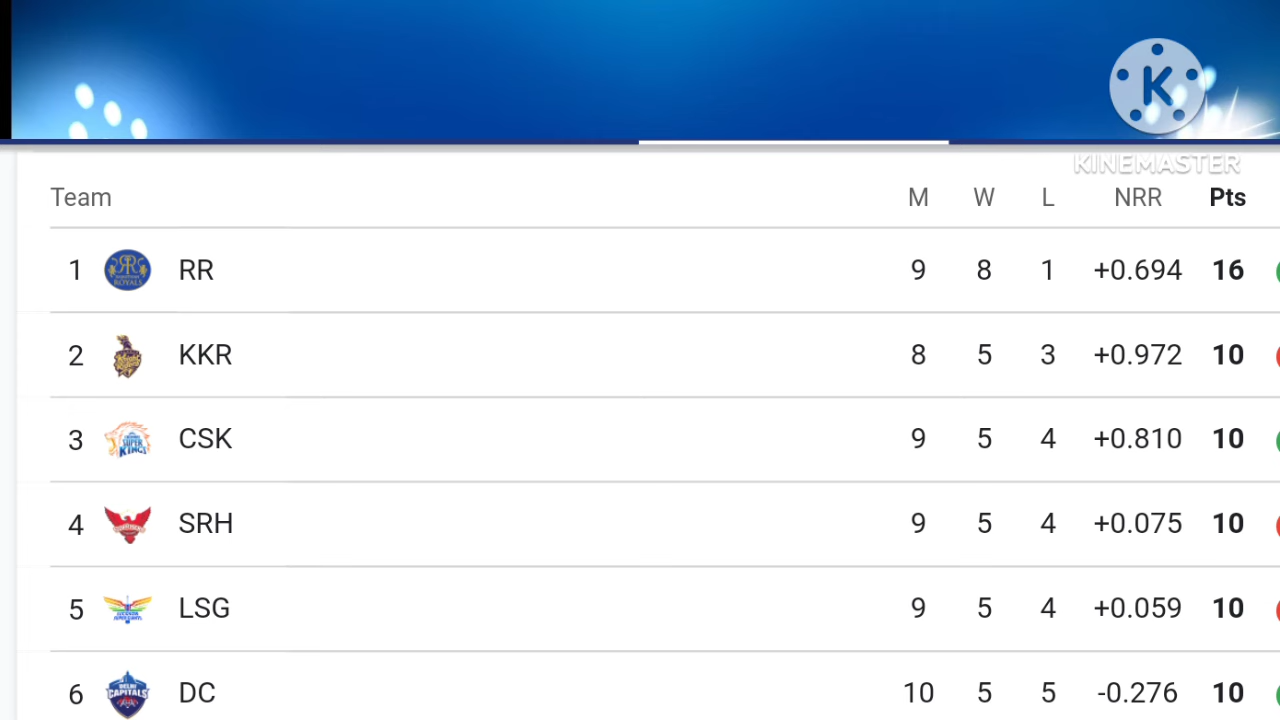 K
KINEMASTER
Team M W L NRR Pts
1 RR 9 8 1 +0.694 16
2 KKR 8 5 3 +0.972 10
3 CSK 9 5 4 +0.810 10
4 SRH 9 5 4 +0.075 10
5 LSG 9 5 4 +0.059 10
6 DELHI CAPITALS DC 10 5 5 -0.276 10